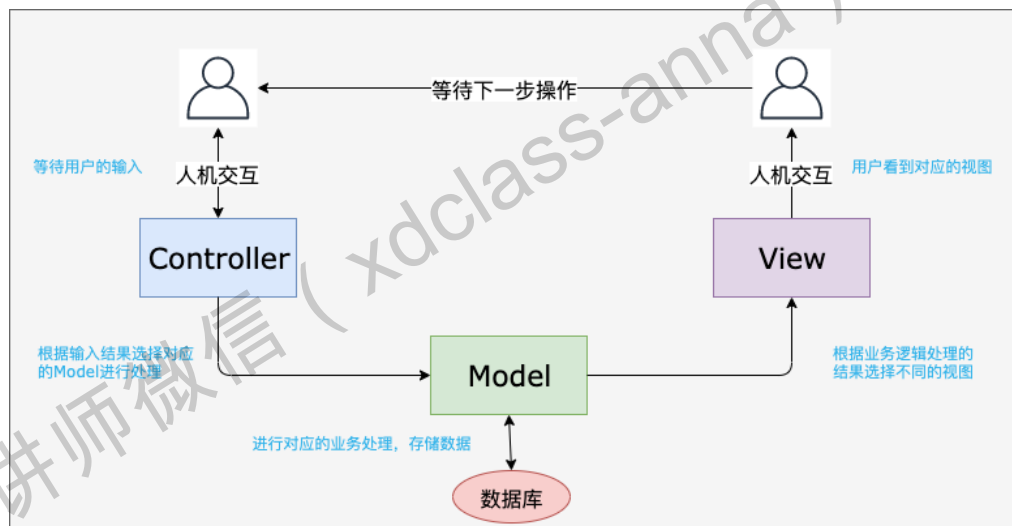 等待下一步操作
等待用户的输入
人机交互
人机交互
用户看到对应的视图
Controller
View
根据输入结果选择对应
的Model进行处理
Model
根据业务逻辑处理的
结果选择不同的视图
进行对应的业务处理，存储数据
数据库
讲师微信（xdclass-anna）